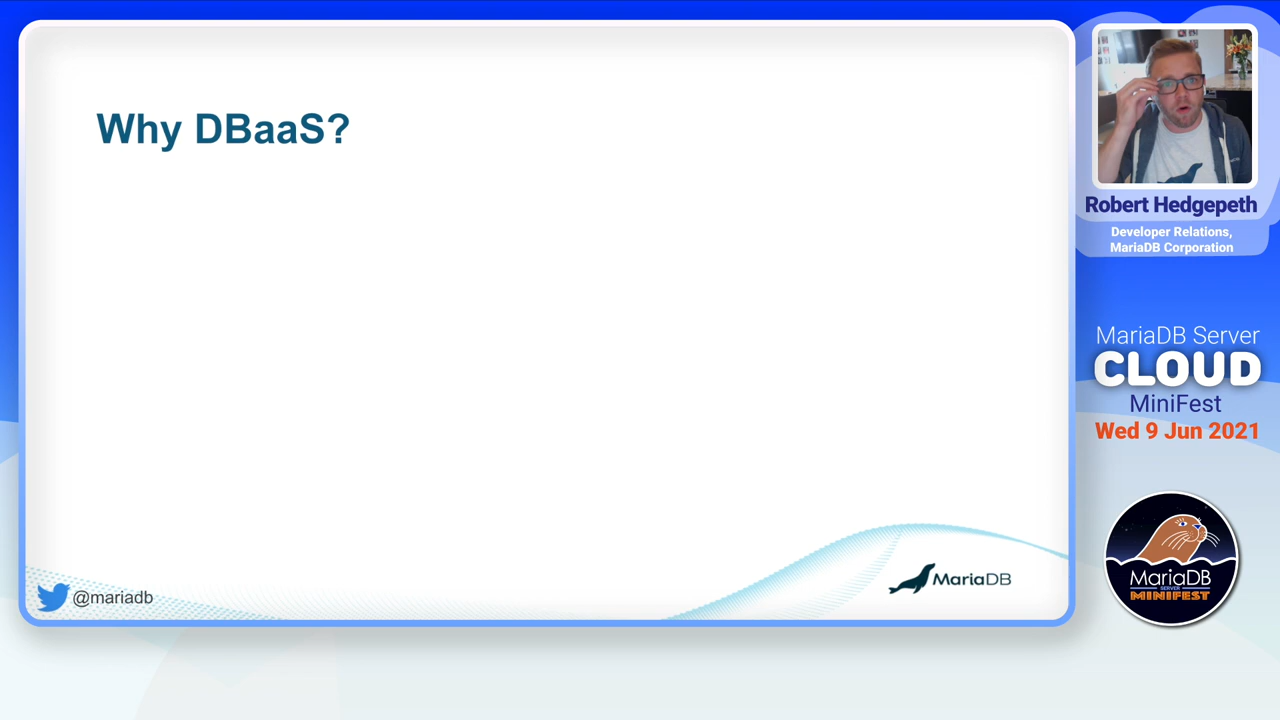 Why DBaaS?
@mariadb
MariaDB
Robert Hedgepeth
Developer Relations,
MariaDB Corporation
MariaDB Server
CLOUD
MiniFest
Wed 9 Jun 2021
MariaDB
SERVER
MINIFEST